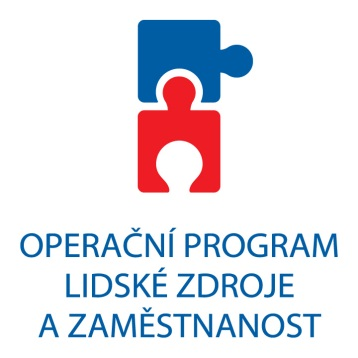 OPERAČNÍ PROGRAM
LIDSKÉ ZDROJE
A ZAMĚSTNANOST